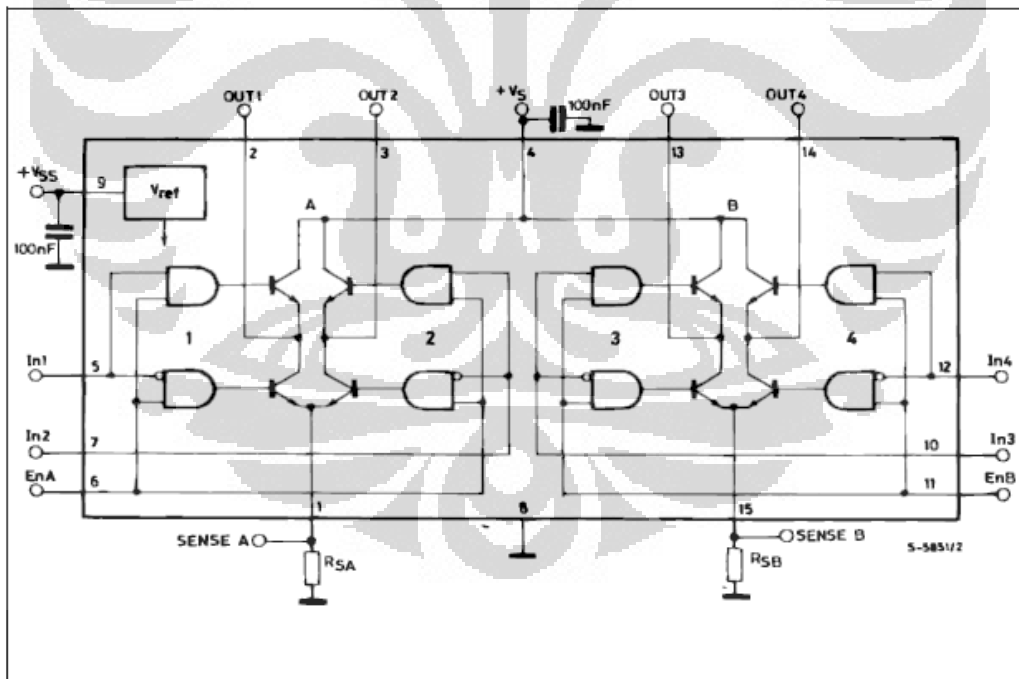 OUT1 OUT2 +VS 100nF OUT3 OUT4
2 3 4 13 14
+VSS 9 Vref
100nF
A B
1 2 3 4
In1 5 12 In4
In2 7 10 In3
EnA 6 11 EnB
1 8 15
SENSE A SENSE B
RSA RSB
S-5851/2